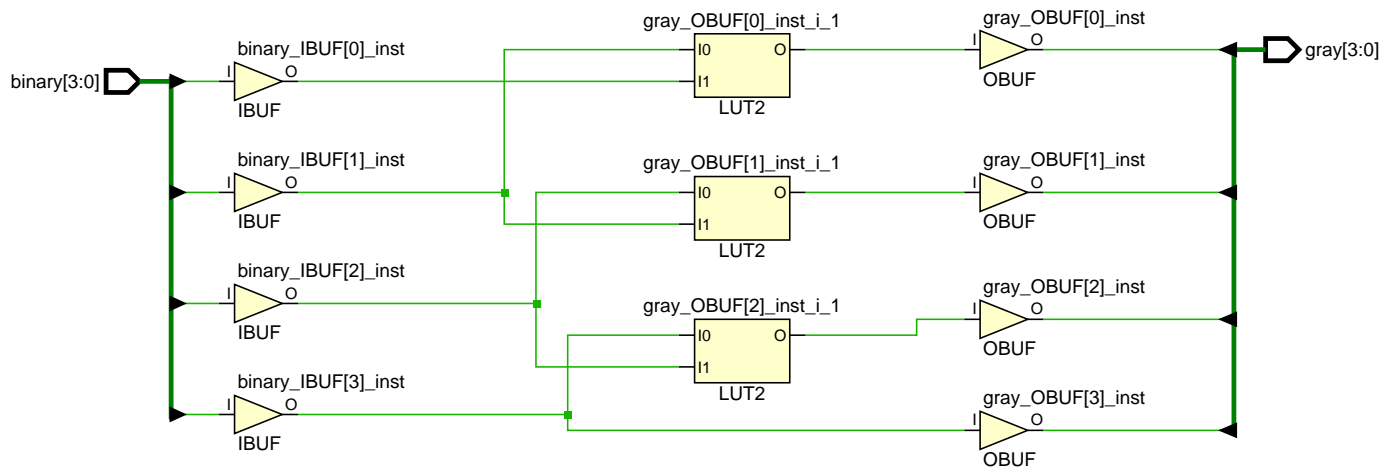 binary[3:0]
binary_IBUF[0]_inst
I
O
IBUF
binary_IBUF[1]_inst
I
O
IBUF
binary_IBUF[2]_inst
I
O
IBUF
binary_IBUF[3]_inst
I
O
IBUF
gray_OBUF[0]_inst_i_1
I0
O
I1
LUT2
gray_OBUF[1]_inst_i_1
I0
O
I1
LUT2
gray_OBUF[2]_inst_i_1
I0
O
I1
LUT2
gray_OBUF[0]_inst
I
O
OBUF
gray_OBUF[1]_inst
I
O
OBUF
gray_OBUF[2]_inst
I
O
OBUF
gray_OBUF[3]_inst
I
O
OBUF
gray[3:0]